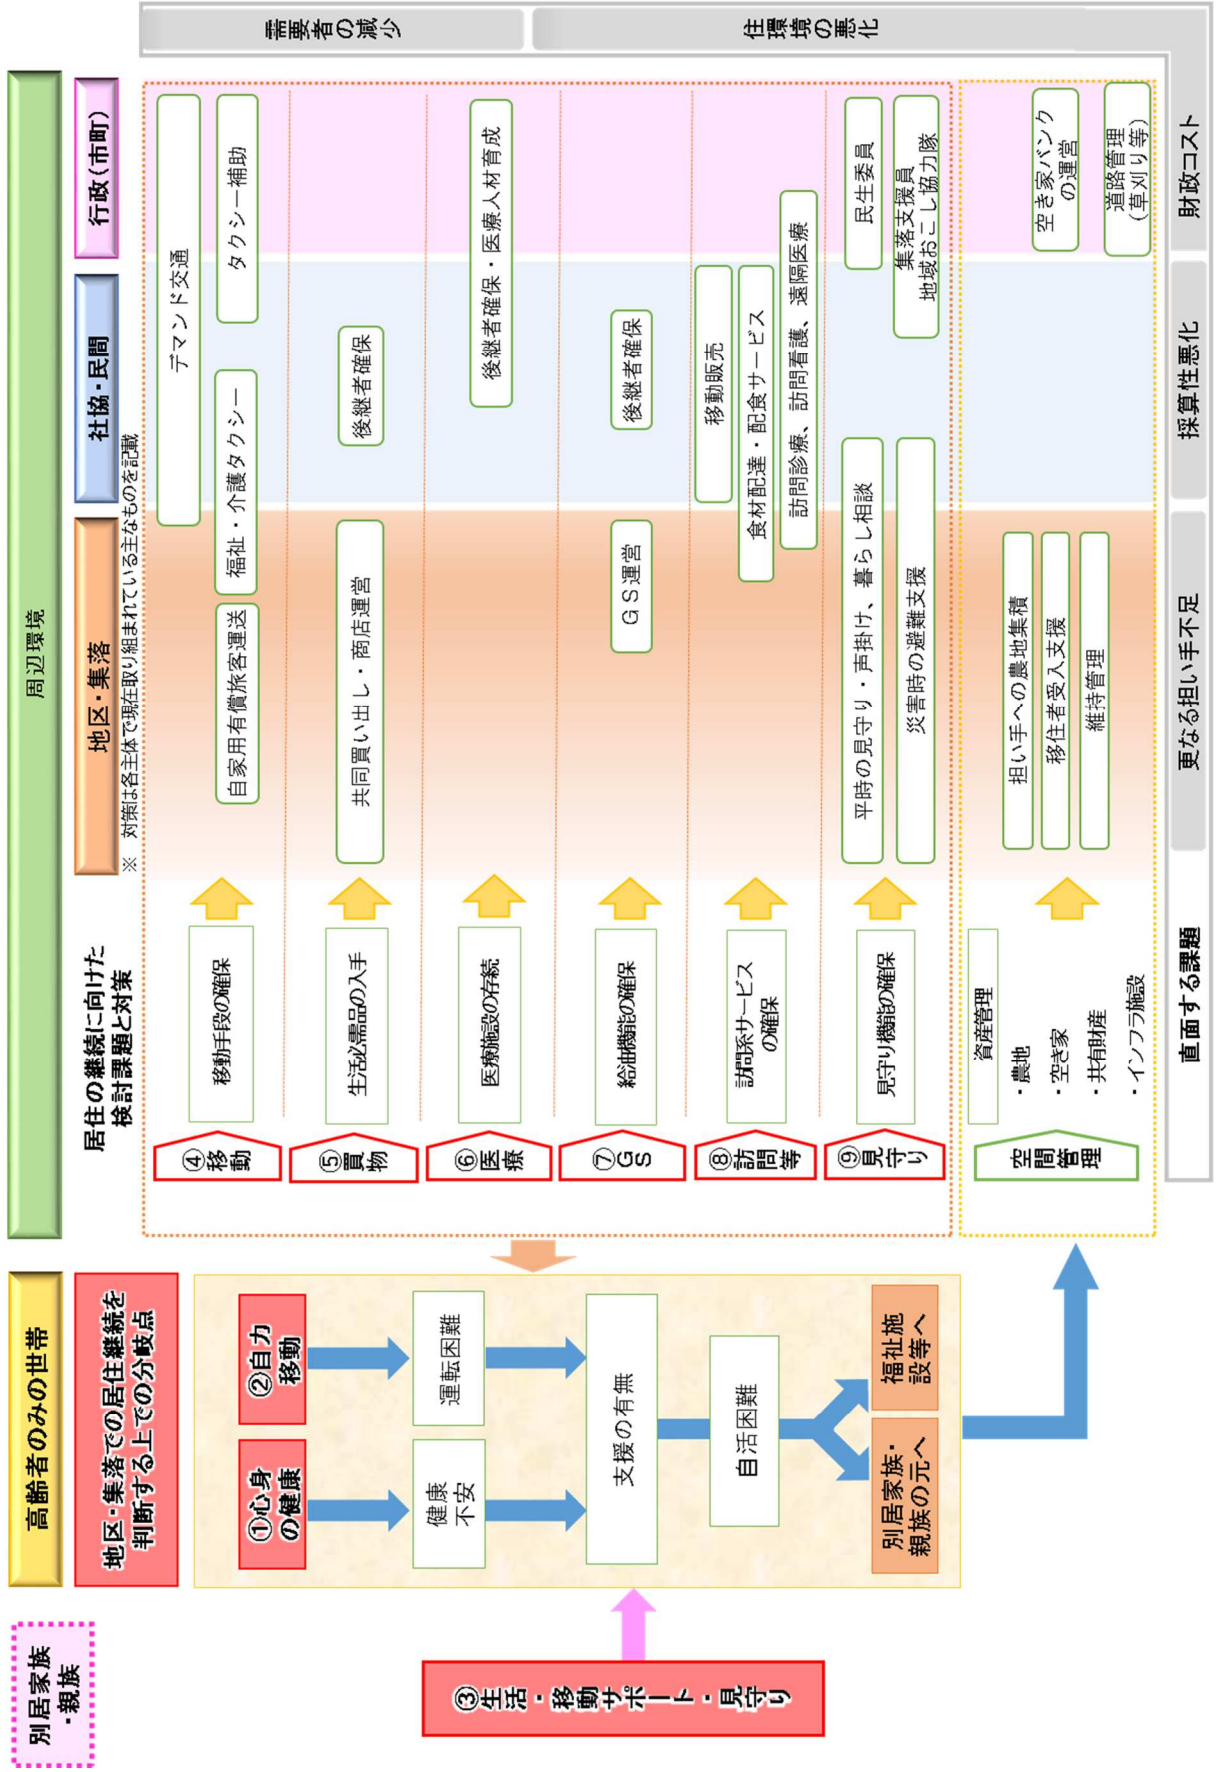 別居家族
・親族
③生活・移動サポート・見守り
高齢者のみの世帯
地区・集落での居住継続を
判断する上での分岐点
①心身
の健康
②自力
移動
健康
不安
運転困難
支援の有無
自活困難
別居家族・
親族の元へ
福祉施
設等へ
周辺環境
居住の継続に向けた
検討課題と対策
地区・集落
社協・民間
行政（市町）
※　対策は各主体で現在取り組まれている主なものを記載
④移動
移動手段の確保
デマンド交通
自家用有償旅客運送
福祉・介護タクシー
タクシー補助
⑤買物
生活必需品の入手
共同買い出し・商店運営
後継者確保
⑥医療
医療施設の存続
後継者確保・医療人材育成
⑦GS
給油機能の確保
ＧＳ運営
後継者確保
⑧訪問等
訪問系サービス
の確保
移動販売
食材配達・配食サービス
訪問診療、訪問看護、遠隔医療
⑨見守り
見守り機能の確保
平時の見守り・声掛け、暮らし相談
民生委員
災害時の避難支援
集落支援員
地域おこし協力隊
空間管理
資産管理
・農地
・空き家
・共有財産
・インフラ施設
担い手への農地集積
移住者受入支援
維持管理
空き家バンク
の運営
道路管理
（草刈り等）
直面する課題
更なる担い手不足
採算性悪化
財政コスト
需要者の減少
住環境の悪化